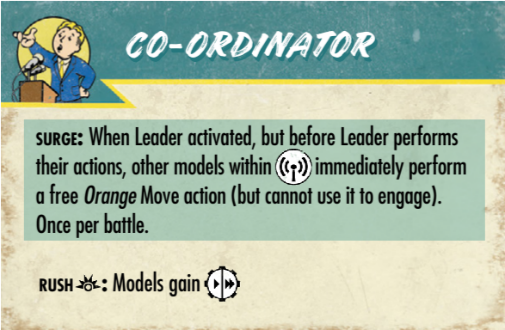 CO-ORDINATOR
SURGE: When Leader activated, but before Leader performs
their actions, other models within immediately perform
a free Orange Move action (but cannot use it to engage).
Once per battle.
RUSH : Models gain